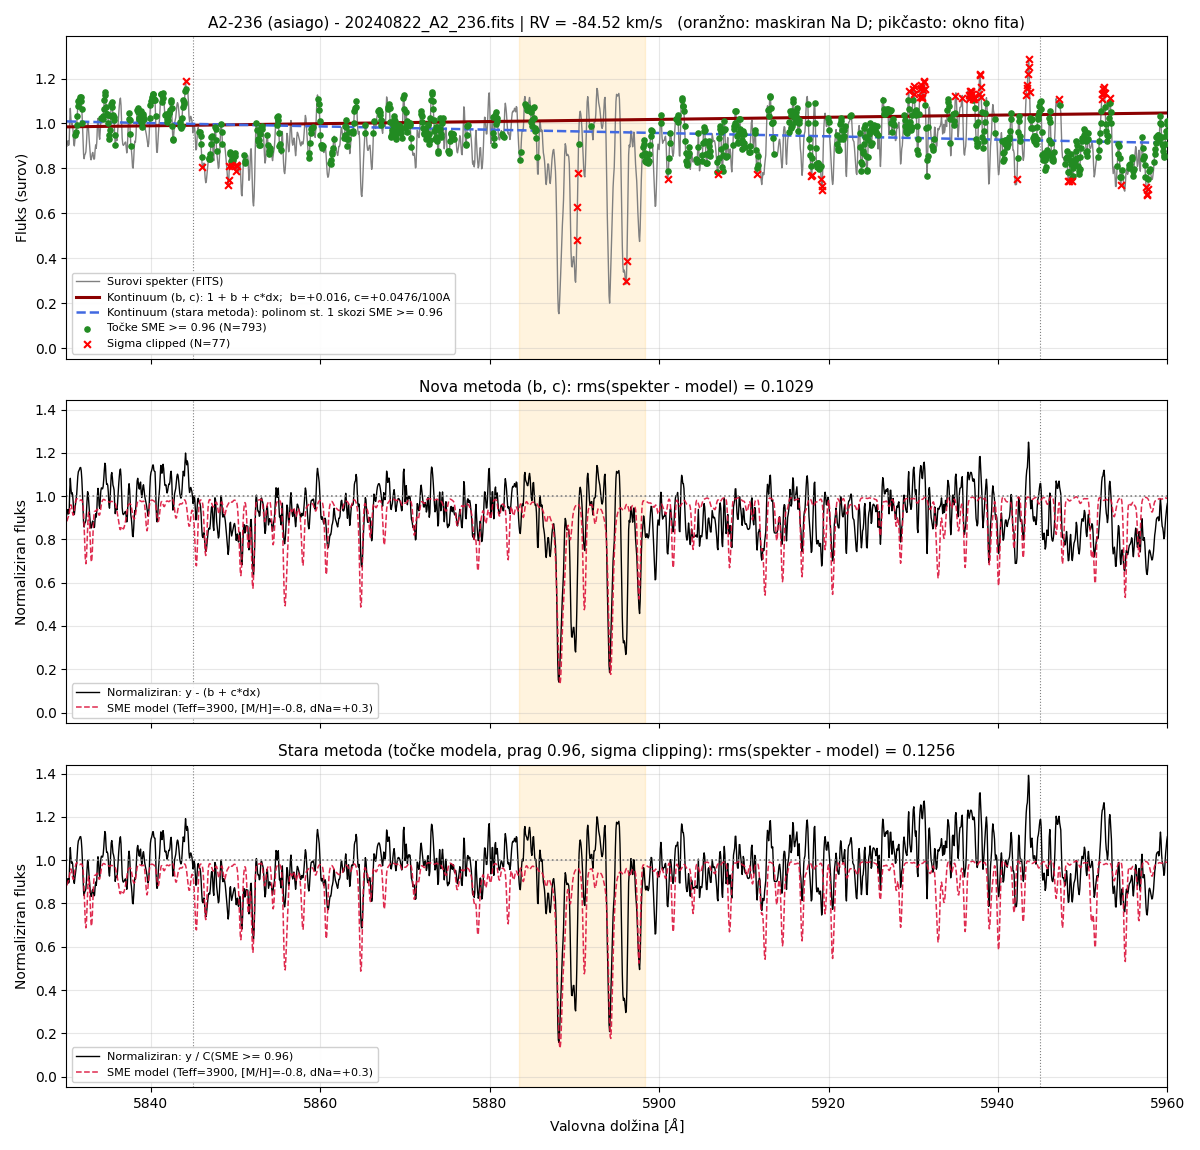 A2-236 (asiago) - 20240822_A2_236.fits | RV = -84.52 km/s   (oranžno: maskiran Na D; pikčasto: okno fita)
1.2
1.0
0.8
0.6
0.4
0.2
0.0
Fluks (surov)
Surovi spekter (FITS)
Kontinuum (b, c): 1 + b + c*dx;  b=+0.016, c=+0.0476/100A
Kontinuum (stara metoda): polinom st. 1 skozi SME >= 0.96
Točke SME >= 0.96 (N=793)
Sigma clipped (N=77)
Nova metoda (b, c): rms(spekter - model) = 0.1029
1.4
1.2
1.0
0.8
0.6
0.4
0.2
0.0
Normaliziran fluks
Normaliziran: y - (b + c*dx)
SME model (Teff=3900, [M/H]=-0.8, dNa=+0.3)
Stara metoda (točke modela, prag 0.96, sigma clipping): rms(spekter - model) = 0.1256
1.4
1.2
1.0
0.8
0.6
0.4
0.2
0.0
Normaliziran fluks
Normaliziran: y / C(SME >= 0.96)
SME model (Teff=3900, [M/H]=-0.8, dNa=+0.3)
5840 5860 5880 5900 5920 5940 5960
Valovna dolžina [Å]